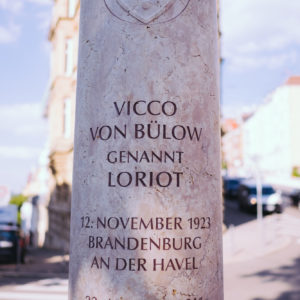 VICCO
VON BÜLOW
GENANNT
LORIOT
12. NOVEMBER 1923
BRANDENBURG
AN DER HAVEL